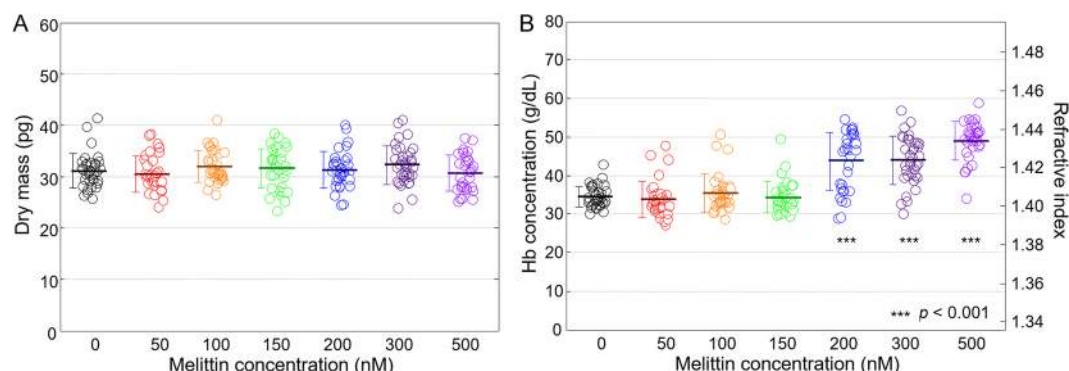 A
Dry mass (pg)
60
50
40
30
20
10
0
0 50 100 150 200 300 500
Melittin concentration (nM)
B
Hb concentration (g/dL)
80
70
60
50
40
30
20
10
0
*** *** ***
*** p < 0.001
0 50 100 150 200 300 500
Melittin concentration (nM)
1.48
1.46
1.44
1.42
1.40
1.38
1.36
1.34
Refractive index